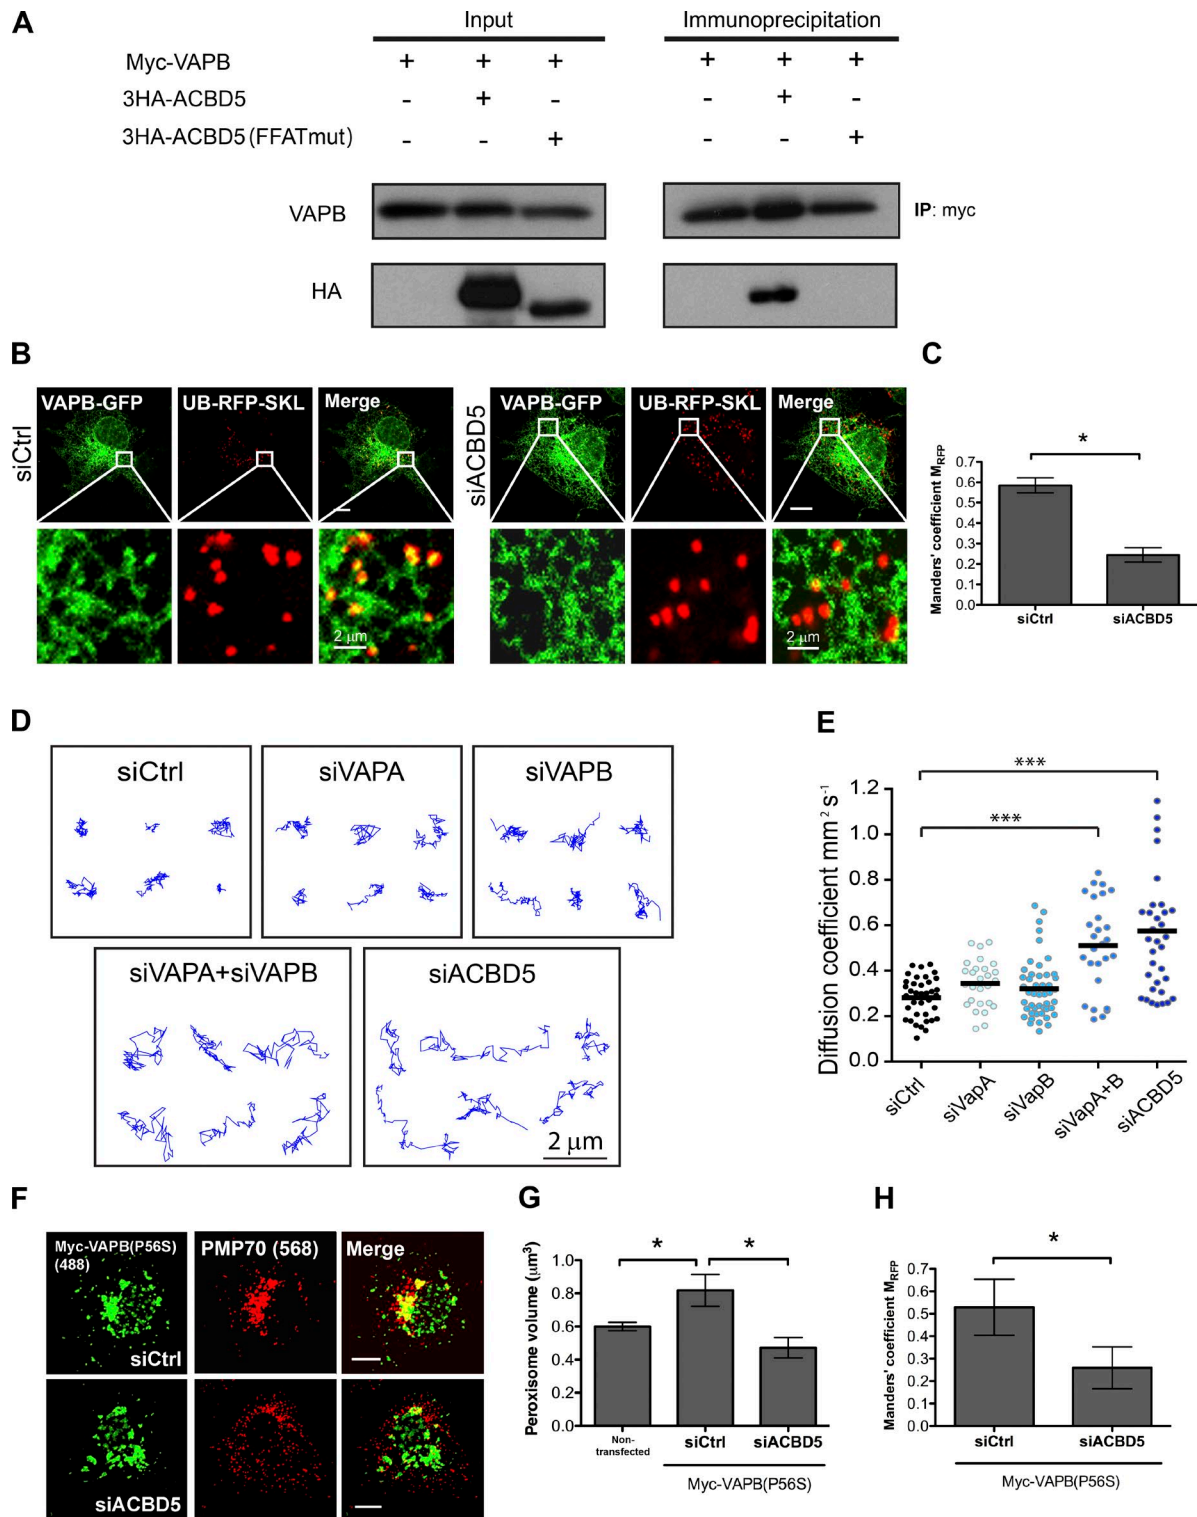 A
Input Immunoprecipitation
Myc-VAPB + + + + + +
3HA-ACBD5 - + - - + -
3HA-ACBD5(FFATmut) - - + - - +
VAPB IP: myc
HA
B
siCtrl
VAPB-GFP UB-RFP-SKL Merge
2 μm
siACBD5
VAPB-GFP UB-RFP-SKL Merge
2 μm
C
Manders' coefficient MRFP
*
0.7
0.6
0.5
0.4
0.3
0.2
0.1
0.0
siCtrl siACBD5
D
siCtrl siVAPA siVAPB
siVAPA+siVAPB siACBD5
2 μm
E
Diffusion coefficient mm² s⁻¹
***
***
1.2
1.0
0.8
0.6
0.4
0.2
0.0
siCtrl siVapA siVapB siVapA+B siACBD5
F
Myc-VAPB(P56S) PMP70 (568) Merge
(488)
siCtrl
siACBD5
G
Peroxisome volume (μm³)
* *
1.0
0.8
0.6
0.4
0.2
0.0
Non-
transfected siCtrl siACBD5
Myc-VAPB(P56S)
H
Manders' coefficient MRFP
*
0.7
0.6
0.5
0.4
0.3
0.2
0.1
0.0
siCtrl siACBD5
Myc-VAPB(P56S)